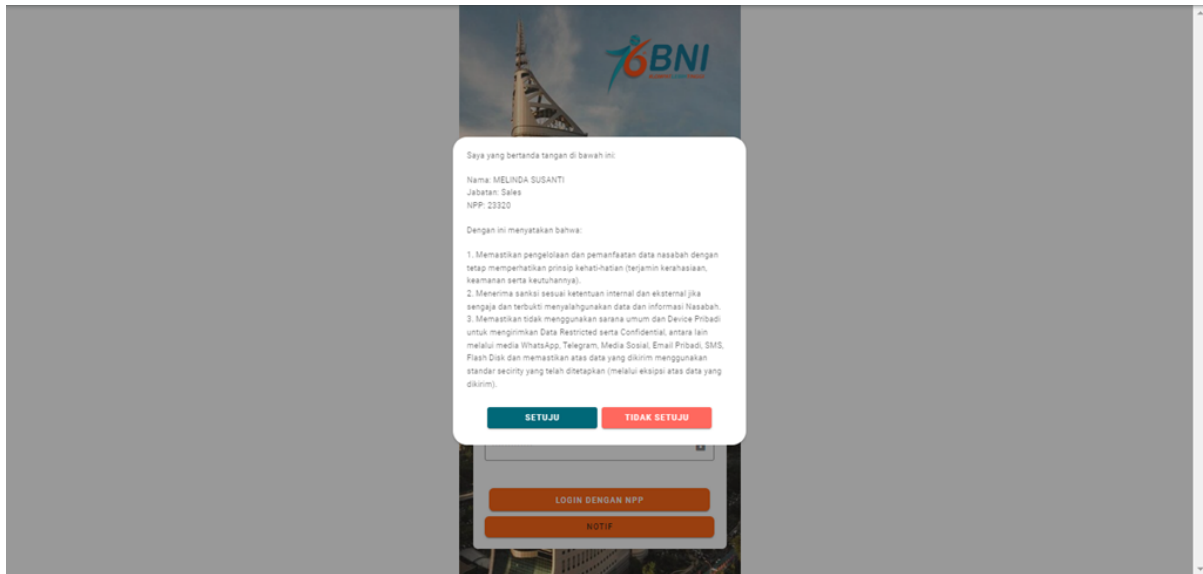 76 BNI
Saya yang bertanda tangan di bawah ini:
Nama: MELINDA SUSANTI
Jabatan: Sales
NPP: 23320
Dengan ini menyatakan bahwa:
1. Memastikan pengelolaan dan pemanfaatan data nasabah dengan
tetap memperhatikan prinsip kehati-hatian (terjamin kerahasiaan,
keamanan serta keutuhannya).
2. Menerima sanksi sesuai ketentuan internal dan eksternal jika
sengaja dan terbukti menyalahgunakan data dan informasi Nasabah.
3. Memastikan tidak menggunakan sarana umum dan Device Pribadi
untuk mengirimkan Data Restricted serta Confidential, antara lain
melalui media WhatsApp, Telegram, Media Sosial, Email Pribadi, SMS,
Flash Disk dan memastikan atas data yang dikirim menggunakan
standar secirity yang telah ditetapkan (melalui eksipsi atas data yang
dikirim).
SETUJU TIDAK SETUJU
LOGIN DENGAN NPP
NOTIF